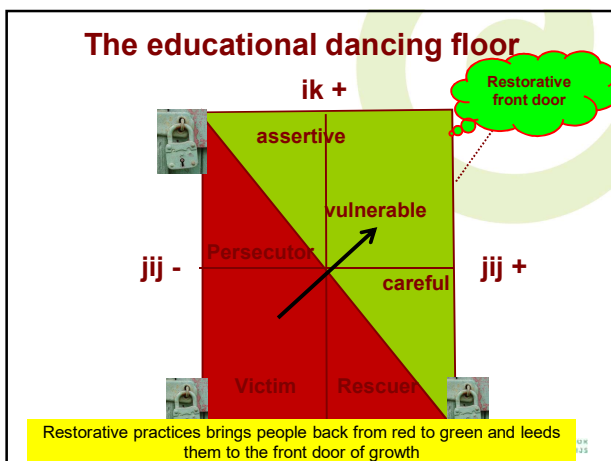 The educational dancing floor
ik +
Restorative
front door
assertive
vulnerable
Persecutor
jij -
jij +
careful
Victim
Rescuer
Restorative practices brings people back from red to green and leeds
them to the front door of growth